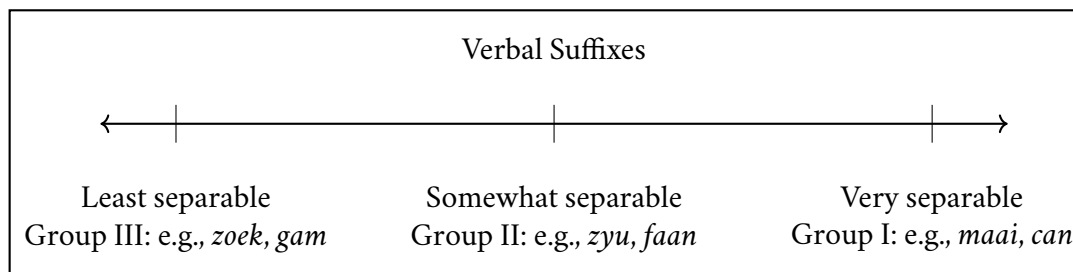 Verbal Suffixes
Least separable Somewhat separable Very separable
Group III: e.g., zoek, gam Group II: e.g., zyu, faan Group I: e.g., maai, can